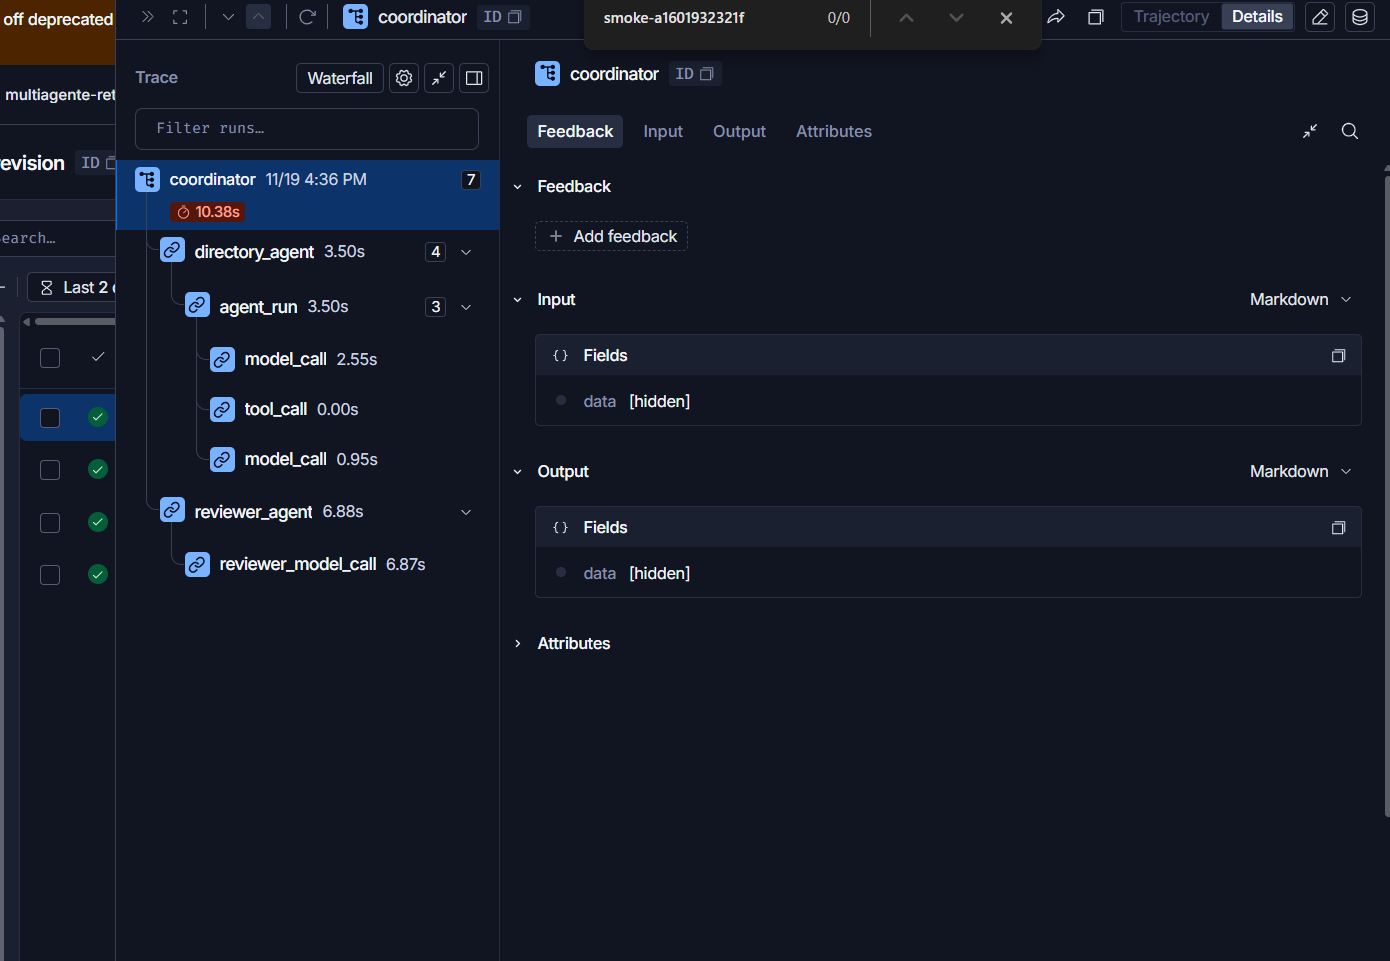 off deprecated
multiagente-ret
evision ID
earch…
Last 2
coordinator ID
smoke-a1601932321f 0/0
Trajectory Details
Trace Waterfall
Filter runs…
coordinator 11/19 4:36 PM 7
10.38s
directory_agent 3.50s 4
agent_run 3.50s 3
model_call 2.55s
tool_call 0.00s
model_call 0.95s
reviewer_agent 6.88s
reviewer_model_call 6.87s
coordinator ID
Feedback Input Output Attributes
Feedback
+ Add feedback
Input Markdown
{} Fields
data [hidden]
Output Markdown
{} Fields
data [hidden]
Attributes